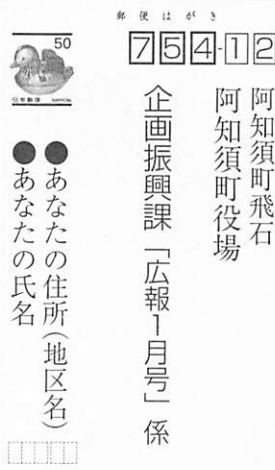 郵便はがき
754-12
阿知須町飛石
阿知須町役場
企画振興課「広報1月号」係
50
日本郵便 NIPPON
●あなたの住所(地区名)
●あなたの氏名